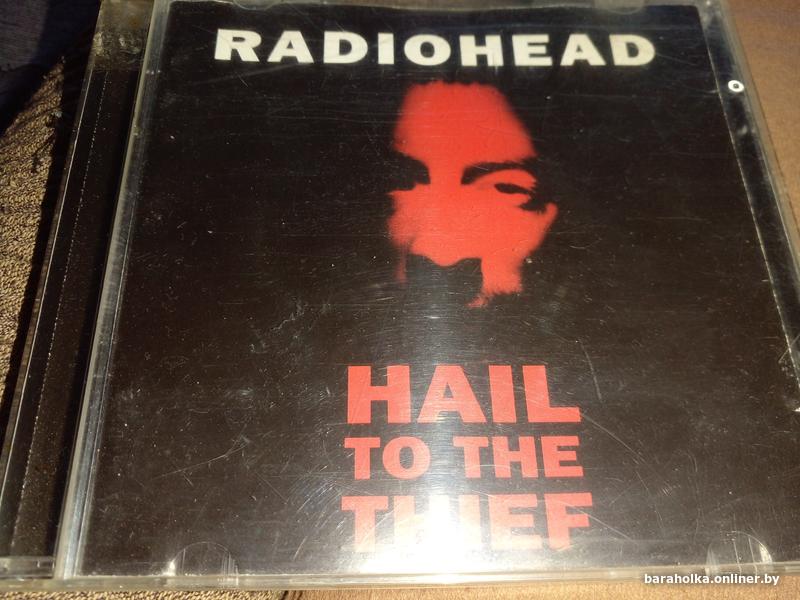 RADIOHEAD
HAIL
TO THE
THIEF
baraholka.onliner.by